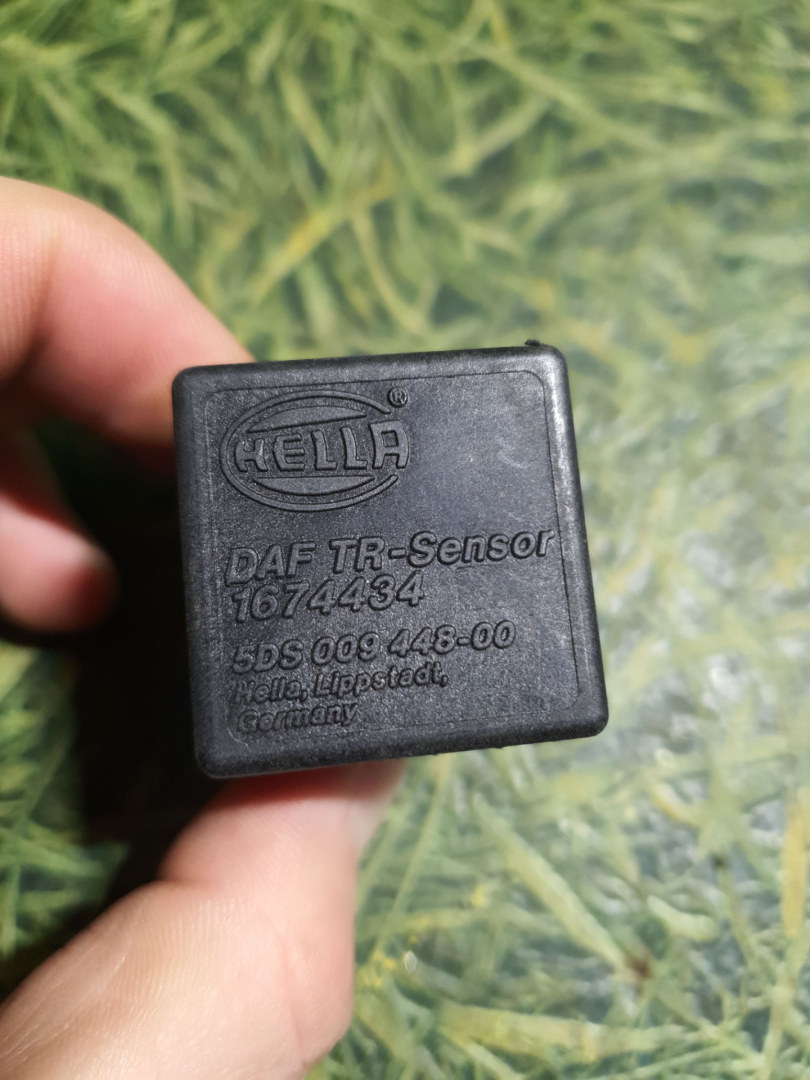 HELLA ®
DAF TR-Sensor
1674434
5DS 009 448-00
Hella, Lippstadt,
Germany